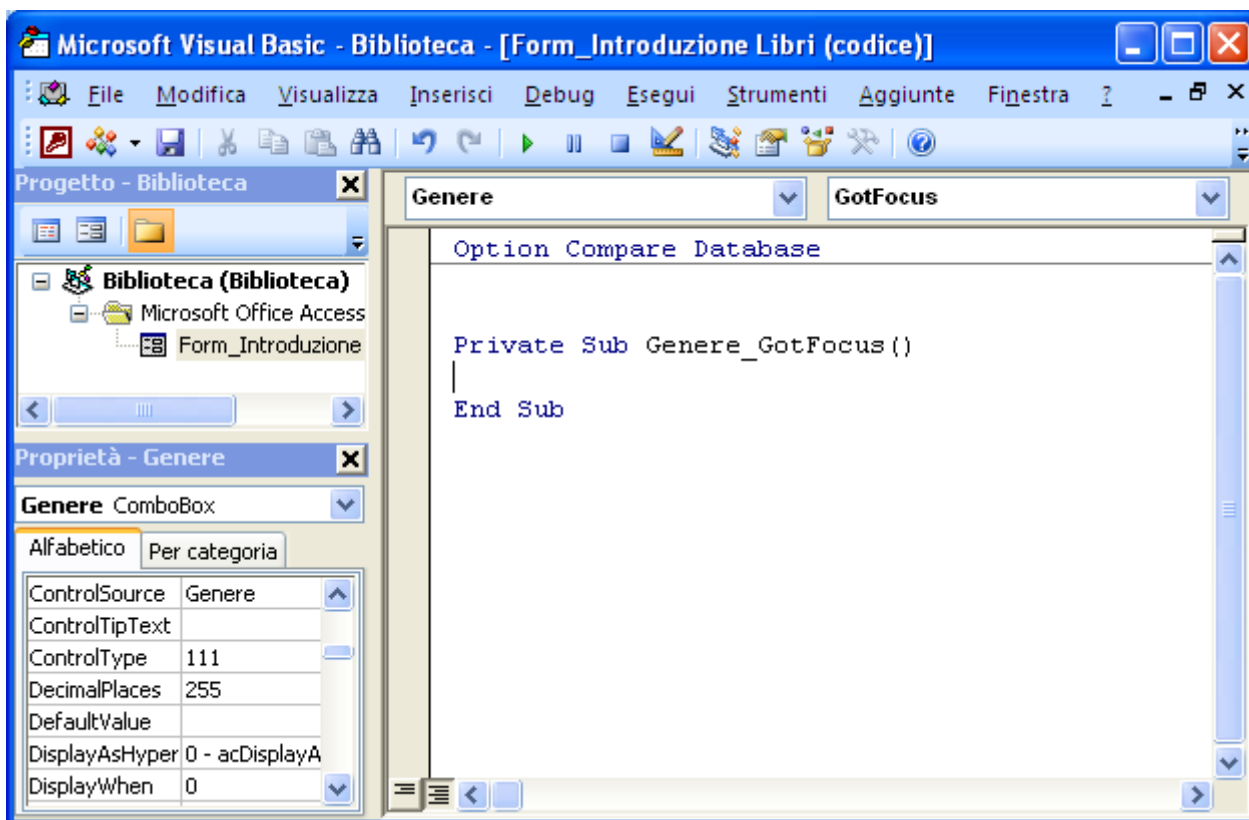 Microsoft Visual Basic - Biblioteca - [Form_Introduzione Libri (codice)]
File Modifica Visualizza Inserisci Debug Esegui Strumenti Aggiunte Finestra ?
Progetto - Biblioteca
Biblioteca (Biblioteca)
Microsoft Office Access
Form_Introduzione
Proprietà - Genere
Genere ComboBox
Alfabetico Per categoria
ControlSource Genere
ControlTipText
ControlType 111
DecimalPlaces 255
DefaultValue
DisplayAsHyper 0 - acDisplayA
DisplayWhen 0
Genere GotFocus
Option Compare Database
Private Sub Genere_GotFocus()
End Sub